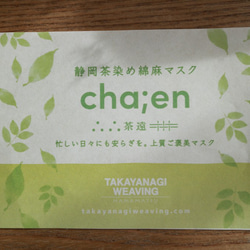 静岡茶染め綿麻マスク
cha;en
茶遠
忙しい日々にも安らぎを。上質ご褒美マスク
TAKAYANAGI
WEAVING
takayanagiweaving.com